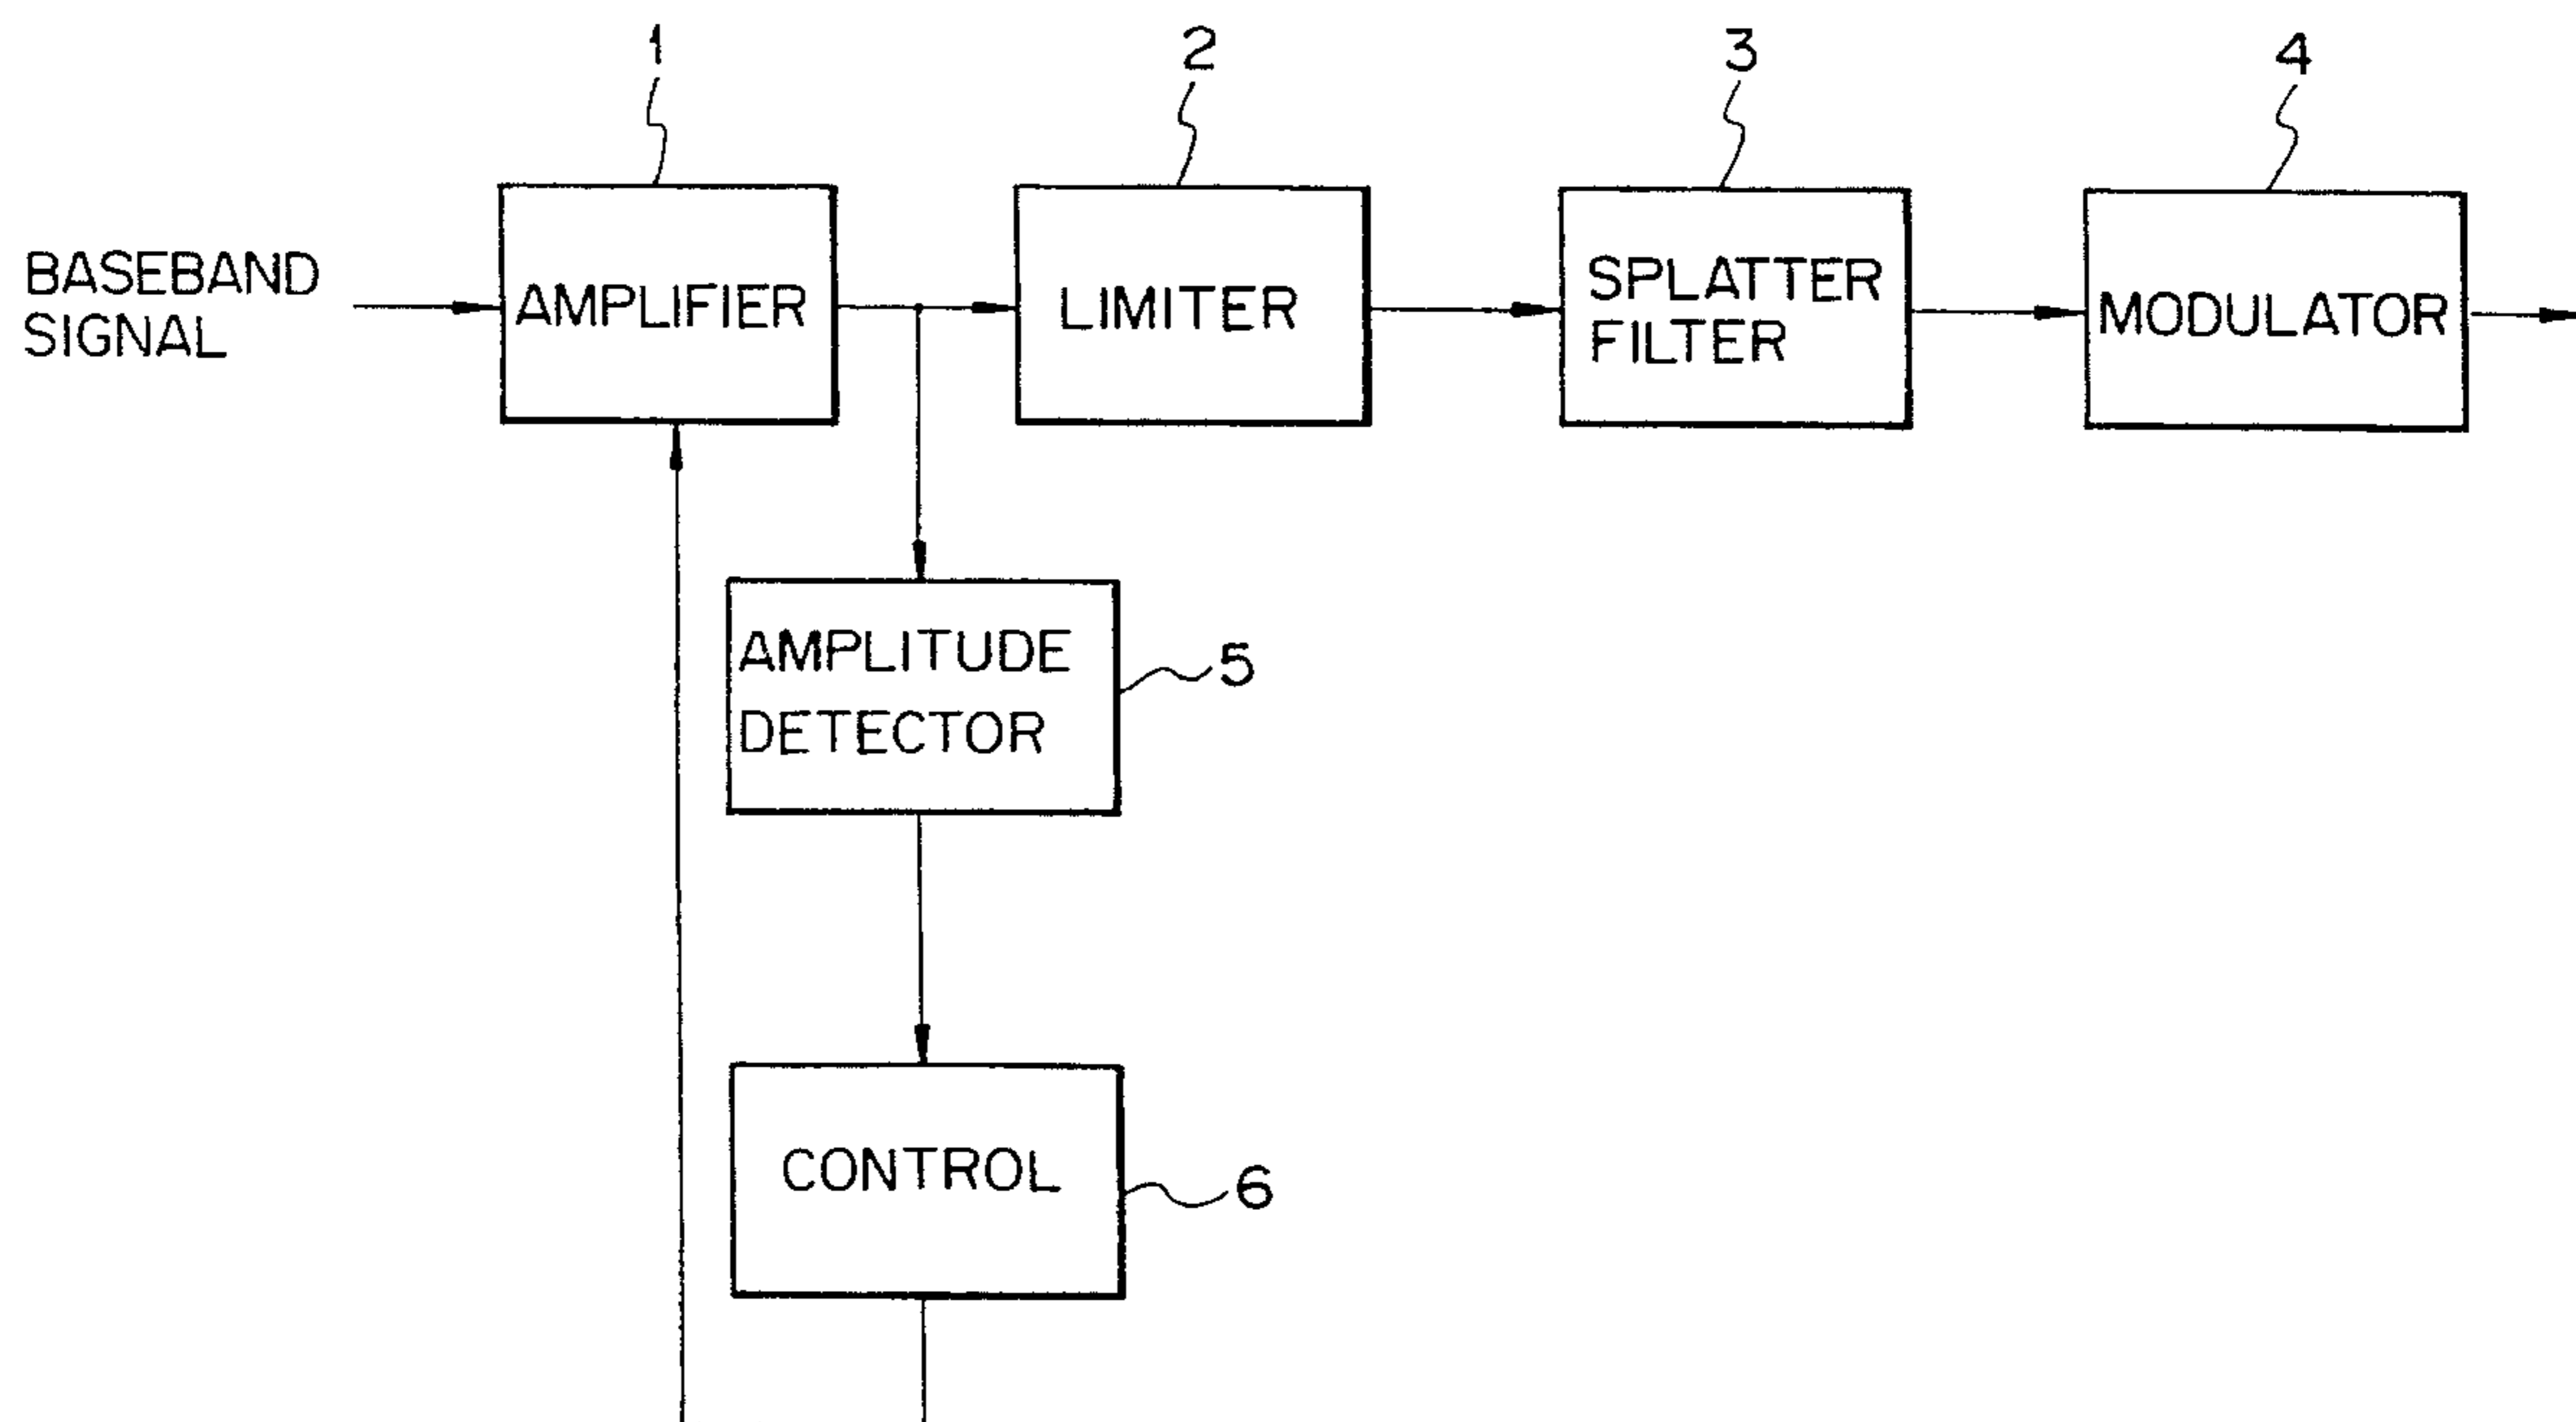 1
2
3
4
BASEBAND
SIGNAL
AMPLIFIER
LIMITER
SPLATTER
FILTER
MODULATOR
AMPLITUDE
DETECTOR
5
CONTROL
6